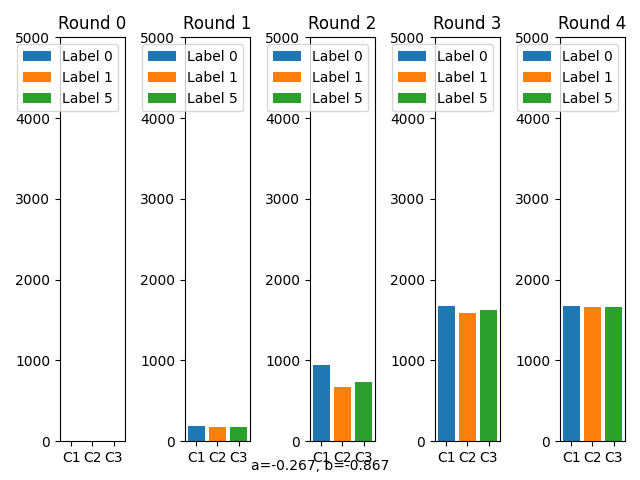 Round 0
5000
4000
3000
2000
1000
0
Label 0
Label 1
Label 5
C1 C2 C3
Round 1
5000
4000
3000
2000
1000
0
Label 0
Label 1
Label 5
C1 C2 C3
Round 2
5000
4000
3000
2000
1000
0
Label 0
Label 1
Label 5
C1 C2 C3
Round 3
5000
4000
3000
2000
1000
0
Label 0
Label 1
Label 5
C1 C2 C3
Round 4
5000
4000
3000
2000
1000
0
Label 0
Label 1
Label 5
C1 C2 C3
a=-0.267, b=-0.867